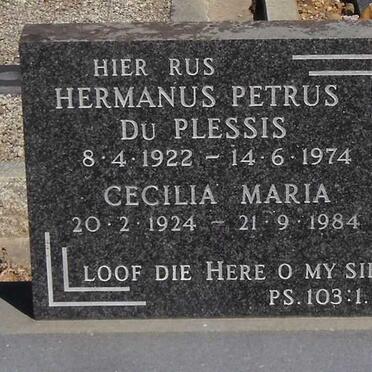 HIER RUS
HERMANUS PETRUS
DU PLESSIS
8·4·1922 – 14·6·1974
CECILIA MARIA
20·2·1924 – 21·9·1984
LOOF DIE HERE O MY
PS. 103:1.